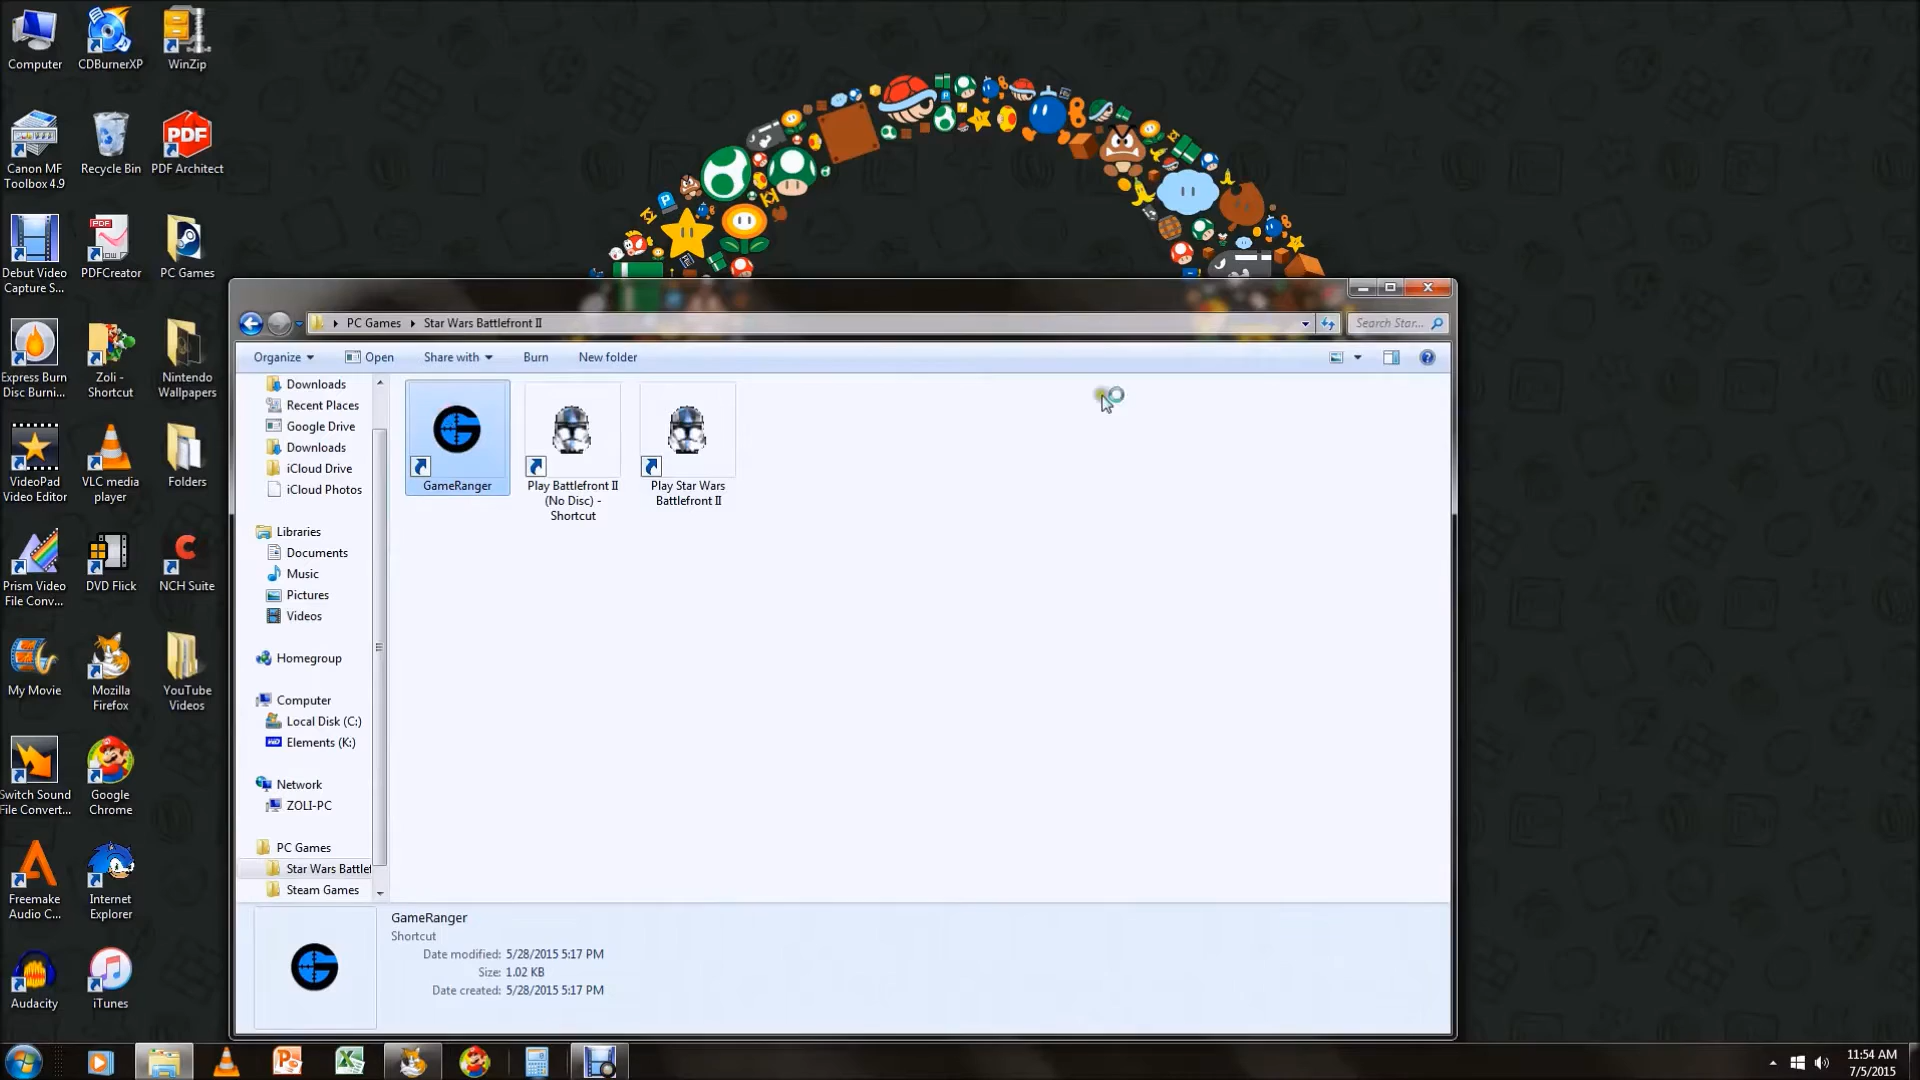 Computer
CDBurnerXP
WinZip
Canon MF
Toolbox 4.9
Recycle Bin
PDF
PDF Architect
Debut Video
Capture S...
PDF
PDFCreator
PC Games
Express Burn
Disc Burni...
Zoli -
Shortcut
Nintendo
Wallpapers
VideoPad
Video Editor
VLC media
player
Folders
Prism Video
File Conv...
DVD Flick
NCH Suite
My Movie
Mozilla
Firefox
YouTube
Videos
Switch Sound
File Convert...
Google
Chrome
Freemake
Audio C...
Internet
Explorer
Audacity
iTunes
PC Games
Star Wars Battlefront II
Search Star...
Organize
Open
Share with
Burn
New folder
Downloads
Recent Places
Google Drive
Downloads
iCloud Drive
iCloud Photos
Libraries
Documents
Music
Pictures
Videos
Homegroup
Computer
Local Disk (C:)
Elements (K:)
Network
ZOLI-PC
PC Games
Star Wars Battlef
Steam Games
GameRanger
Play Battlefront II
(No Disc) -
Shortcut
Play Star Wars
Battlefront II
GameRanger
Shortcut
Date modified: 5/28/2015 5:17 PM
Size: 1.02 KB
Date created: 5/28/2015 5:17 PM
11:54 AM
7/5/2015